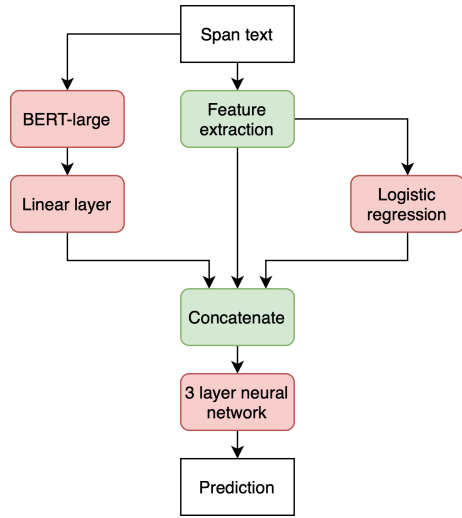 Span text
BERT-large
Feature
extraction
Linear layer
Logistic
regression
Concatenate
3 layer neural
network
Prediction